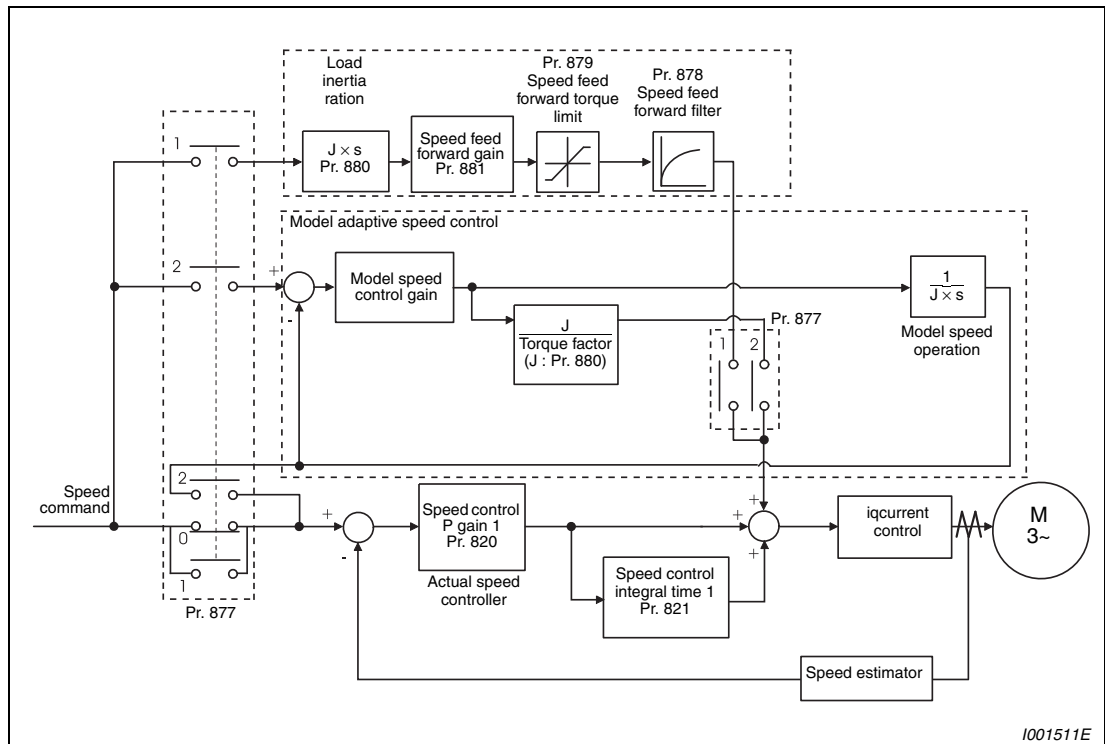 Load
inertia
ration
Pr. 879
Speed feed
forward torque
limit
Pr. 878
Speed feed
forward filter
1
J × s
Pr. 880
Speed feed
forward gain
Pr. 881
Model adaptive speed control
2
+
-
Model speed
control gain
J
Torque factor
(J : Pr. 880)
Pr. 877
1 2
1
J × s
Model speed
operation
Speed
command
2
0
1
Pr. 877
+
-
Speed control
P gain 1
Pr. 820
Actual speed
controller
Speed control
integral time 1
Pr. 821
+
+
+
iqcurrent
control
M
3~
Speed estimator
I001511E